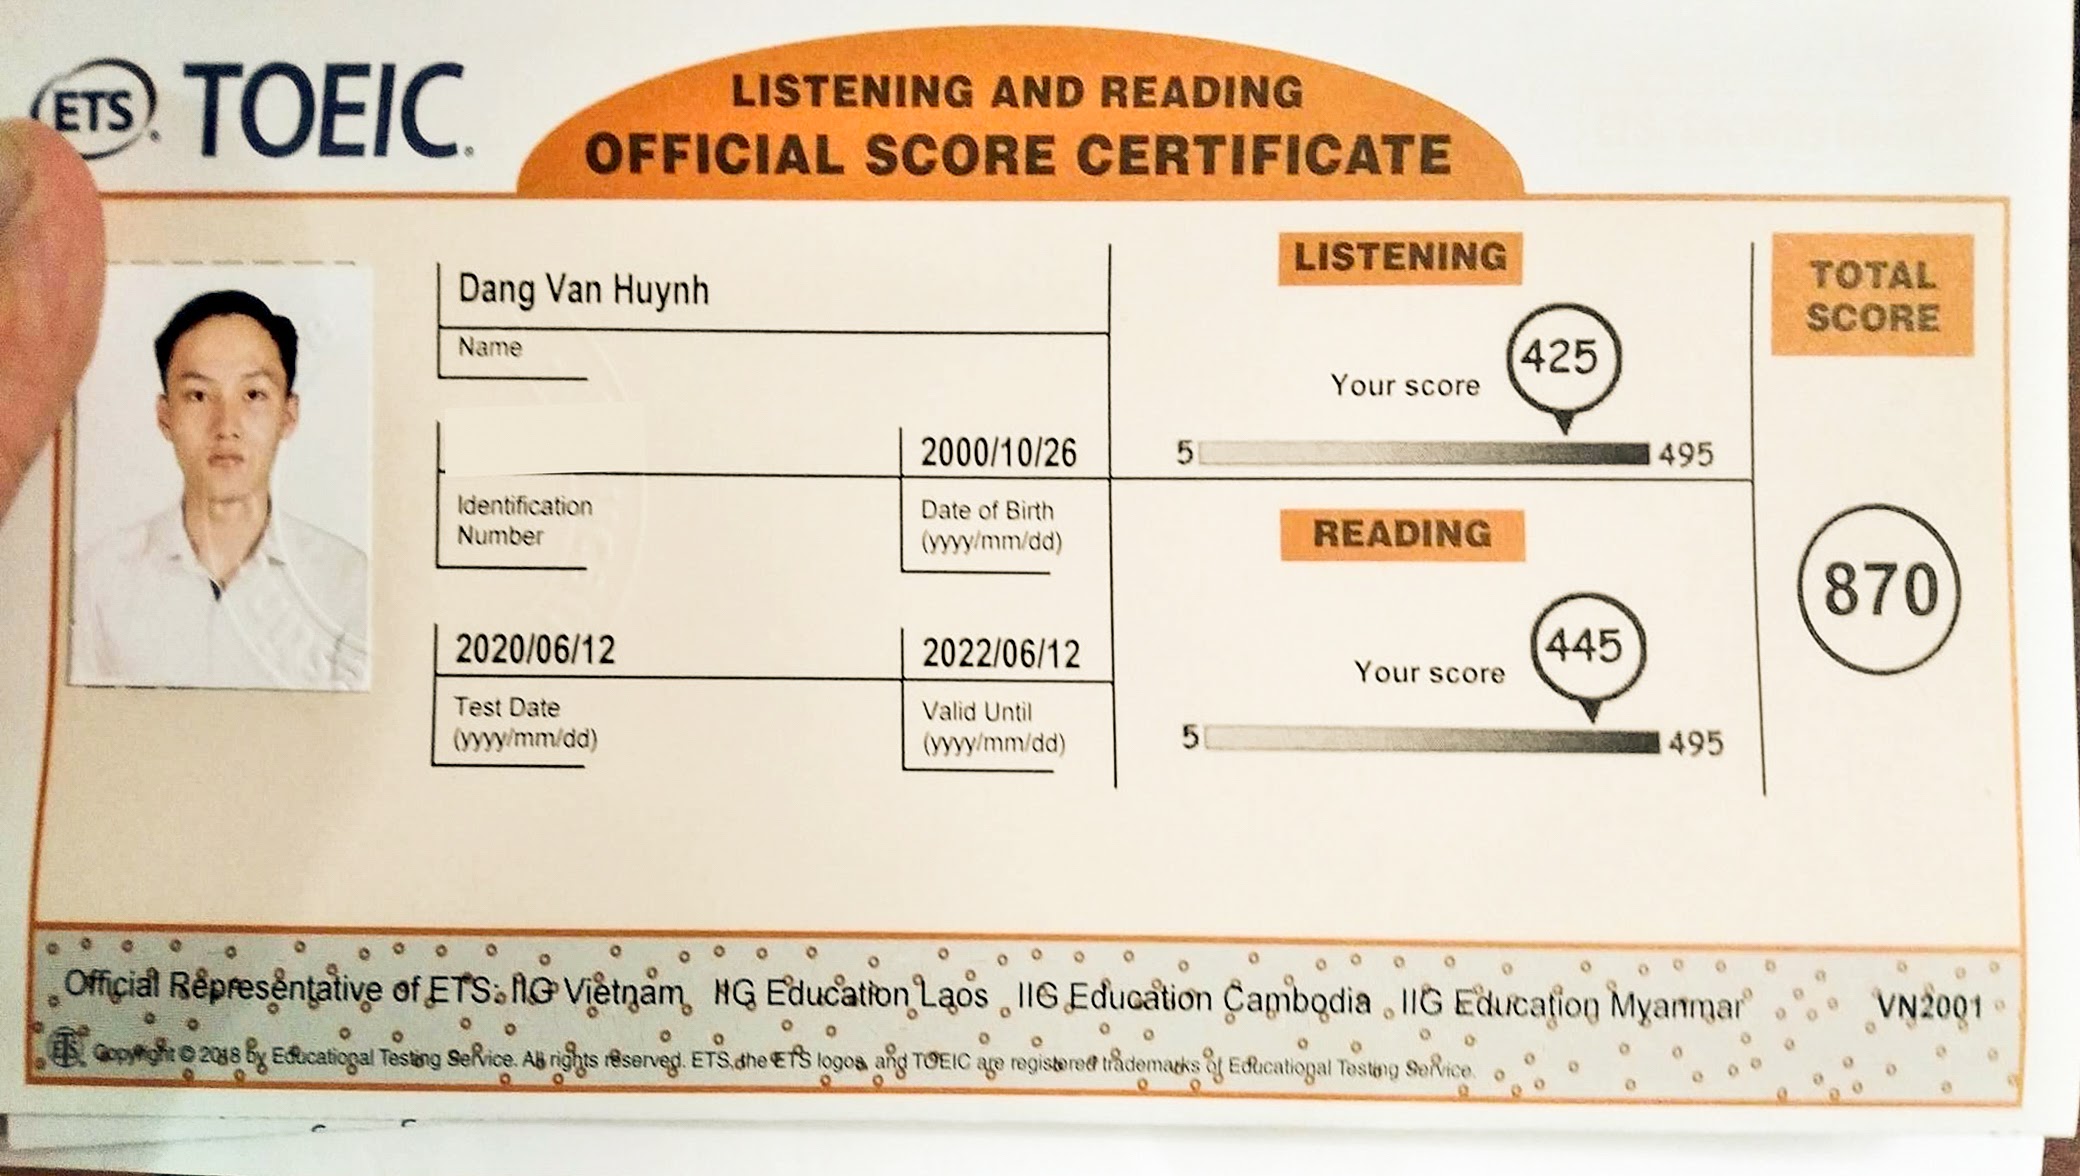 ETS® TOEIC®
LISTENING AND READING
OFFICIAL SCORE CERTIFICATE
Dang Van Huynh
Name
2000/10/26
Identification
Number
Date of Birth
(yyyy/mm/dd)
2020/06/12
2022/06/12
Test Date
(yyyy/mm/dd)
Valid Until
(yyyy/mm/dd)
LISTENING
425
Your score
5 495
READING
445
Your score
5 495
TOTAL
SCORE
870
Official Representative of ETS: IIG Vietnam IIG Education Laos . IIG Education Cambodia . IIG Education Myanmar VN2001
ETS Copyright © 2018 by Educational Testing Service. All rights reserved. ETS, the ETS logos, and TOEIC are registered trademarks of Educational Testing Service.